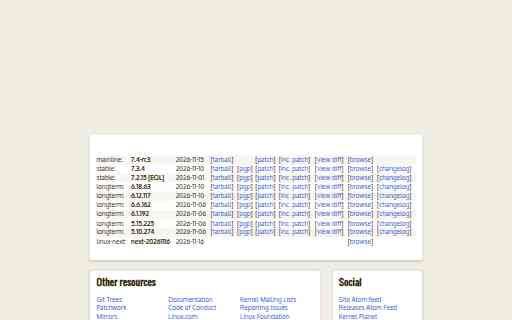 mainline: 7.4-rc3 2026-11-15 [tarball] [patch] [inc. patch] [view diff] [browse]
stable: 7.3.4 2026-11-10 [tarball] [pgp] [patch] [inc. patch] [view diff] [browse] [changelog]
stable: 7.2.15 [EOL] 2026-11-01 [tarball] [pgp] [patch] [inc. patch] [view diff] [browse] [changelog]
longterm: 6.18.63 2026-11-10 [tarball] [pgp] [patch] [inc. patch] [view diff] [browse] [changelog]
longterm: 6.12.117 2026-11-10 [tarball] [pgp] [patch] [inc. patch] [view diff] [browse] [changelog]
longterm: 6.6.162 2026-11-06 [tarball] [pgp] [patch] [inc. patch] [view diff] [browse] [changelog]
longterm: 6.1.192 2026-11-06 [tarball] [pgp] [patch] [inc. patch] [view diff] [browse] [changelog]
longterm: 5.15.225 2026-11-06 [tarball] [pgp] [patch] [inc. patch] [view diff] [browse] [changelog]
longterm: 5.10.274 2026-11-06 [tarball] [pgp] [patch] [inc. patch] [view diff] [browse] [changelog]
linux-next: next-20261116 2026-11-16 [browse]
Other resources
Git Trees Documentation Kernel Mailing Lists
Patchwork Code of Conduct Reporting Issues
Mirrors Linux.com Linux Foundation
Social
Site Atom feed
Releases Atom Feed
Kernel Planet